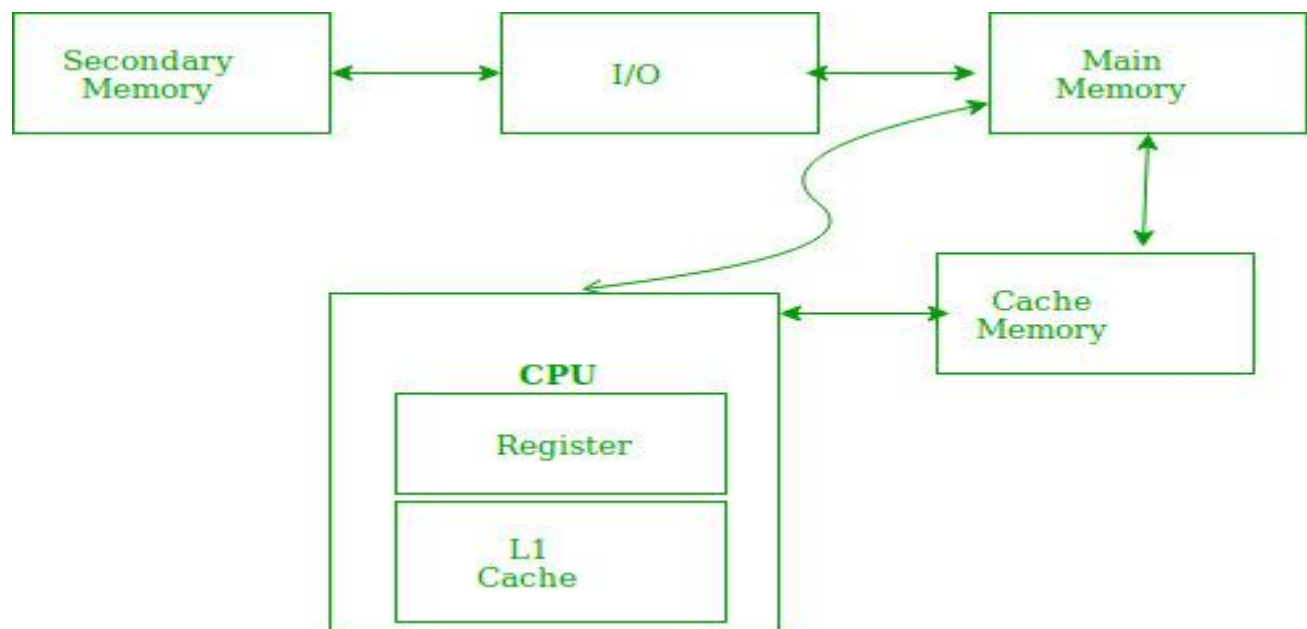 Secondary
Memory
I/O
Main
Memory
Cache
Memory
CPU
Register
L1
Cache